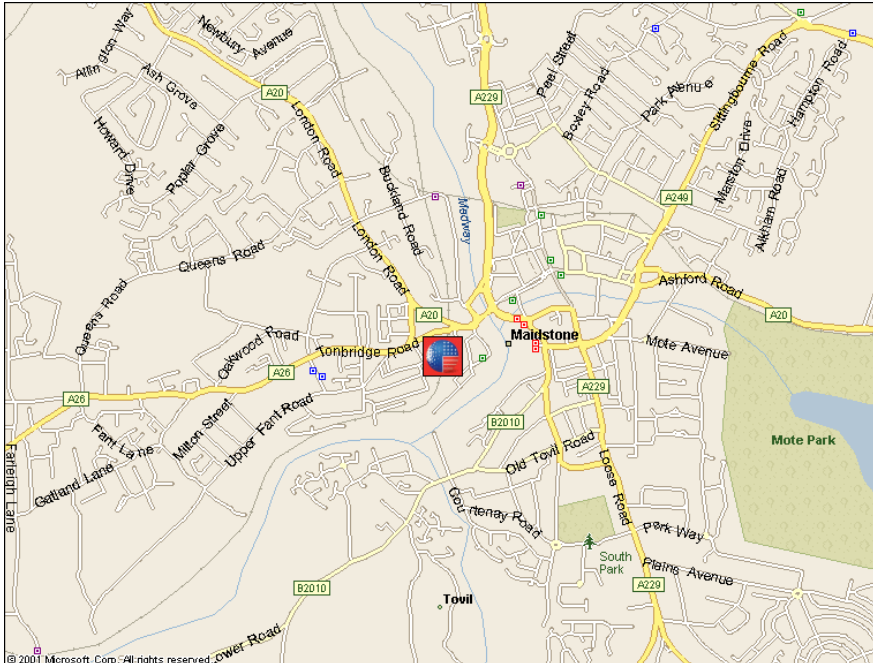 Newbury Avenue
Allington Way
Ash Grove
A20
A229
Peel Street
Boxley Road
Park Avenue
Sittingbourne Road
Hampton Road
Howard Drive
Poplar Grove
London Road
Buckland Road
Medway
Marston Drive
A249
Alkham Road
Queens Road
London Road
Ashford Road
Queens Road
A20
A20
Oakwood Road
Tonbridge Road
Maidstone
Mote Avenue
A26
A26
Milton Street
Upper Fant Road
A229
B2010
Mote Park
Fant Lane
Farleigh Lane
Gatland Lane
Old Tovil Road
Loose Road
Courtenay Road
Park Way
South
Park
Plains Avenue
B2010
A229
Tovil
Lower Road
© 2001 Microsoft Corp. All rights reserved.